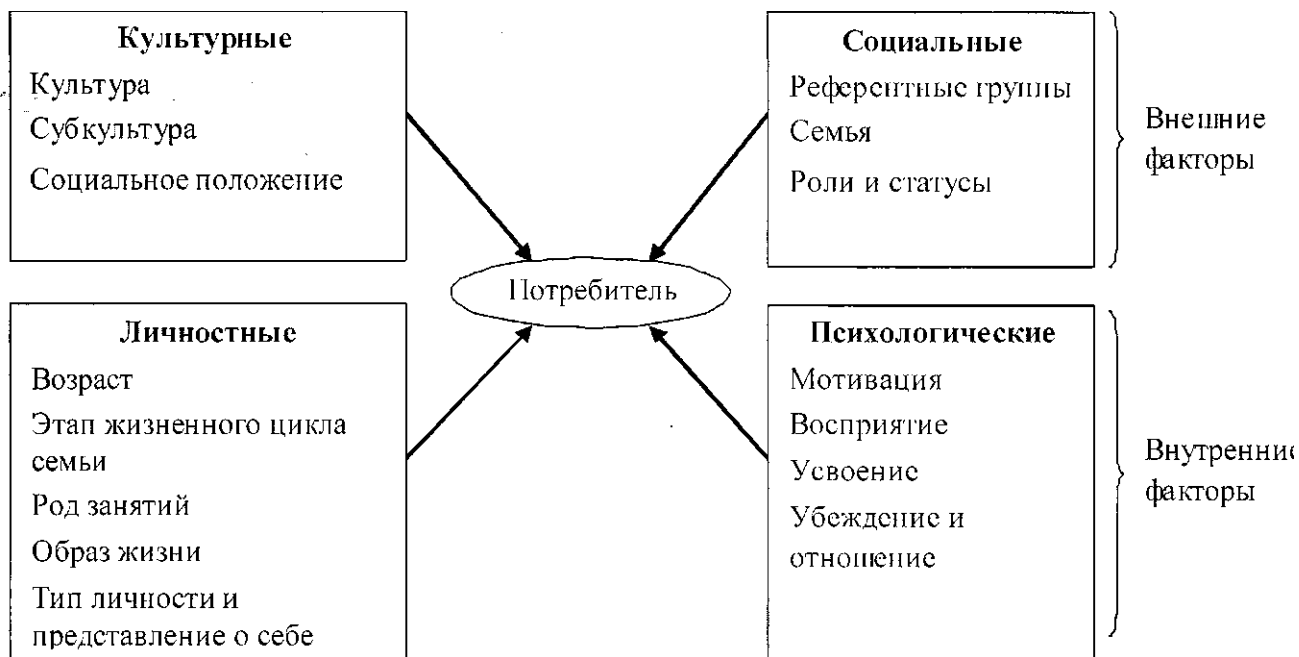 Культурные
Культура
Субкультура
Социальное положение
Социальные
Референтные группы
Семья
Роли и статусы
Внешние
факторы
Потребитель
Личностные
Возраст
Этап жизненного цикла
семьи
Род занятий
Образ жизни
Тип личности и
представление о себе
Психологические
Мотивация
Восприятие
Усвоение
Убеждение и
отношение
Внутренние
факторы